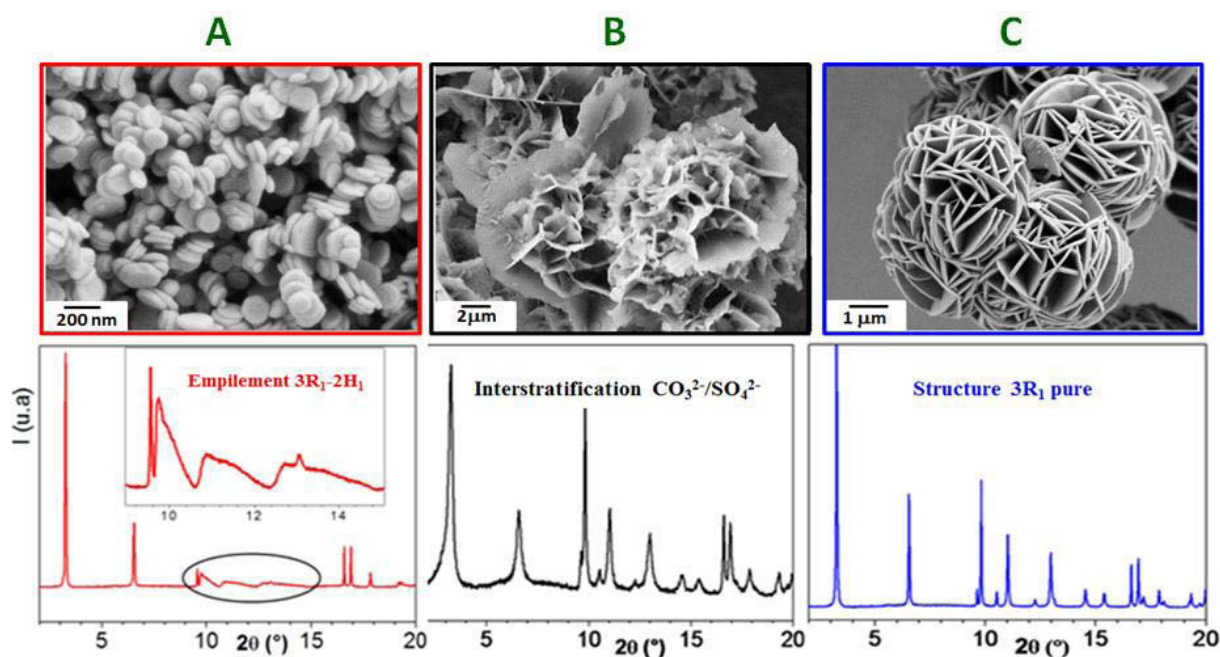 A B C
200 nm
2μm
1 μm
Empilement 3R₁-2H₁
Interstratification CO₃²⁻/SO₄²⁻
Structure 3R₁ pure
I (u.a)
10 12 14
5 10 15 20
2θ (°)
5 10 15 20
2θ (°)
5 10 15 20
2θ (°)